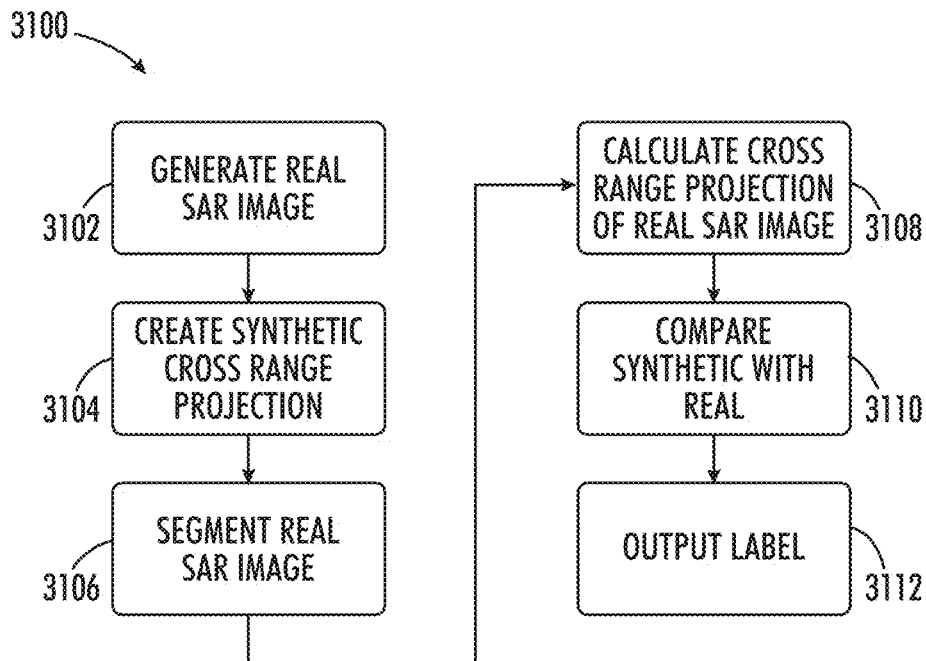 3100
GENERATE REAL
SAR IMAGE
3102
CREATE SYNTHETIC
CROSS RANGE
PROJECTION
3104
SEGMENT REAL
SAR IMAGE
3106
CALCULATE CROSS
RANGE PROJECTION
OF REAL SAR IMAGE
3108
COMPARE
SYNTHETIC WITH
REAL
3110
OUTPUT LABEL
3112